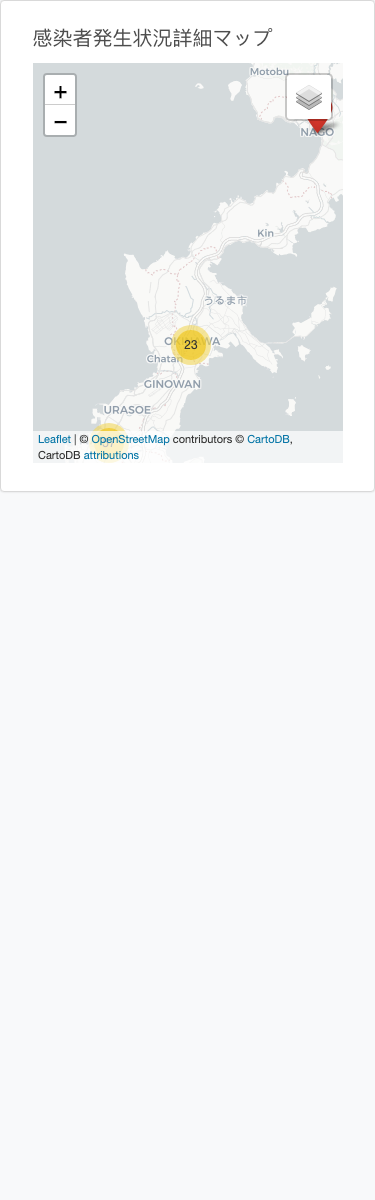 感染者発生状況詳細マップ
Motobu
+
−
NAGO
Kin
うるま市
23
Chatan
GINOWAN
URASOE
Leaflet | © OpenStreetMap contributors © CartoDB,
CartoDB attributions